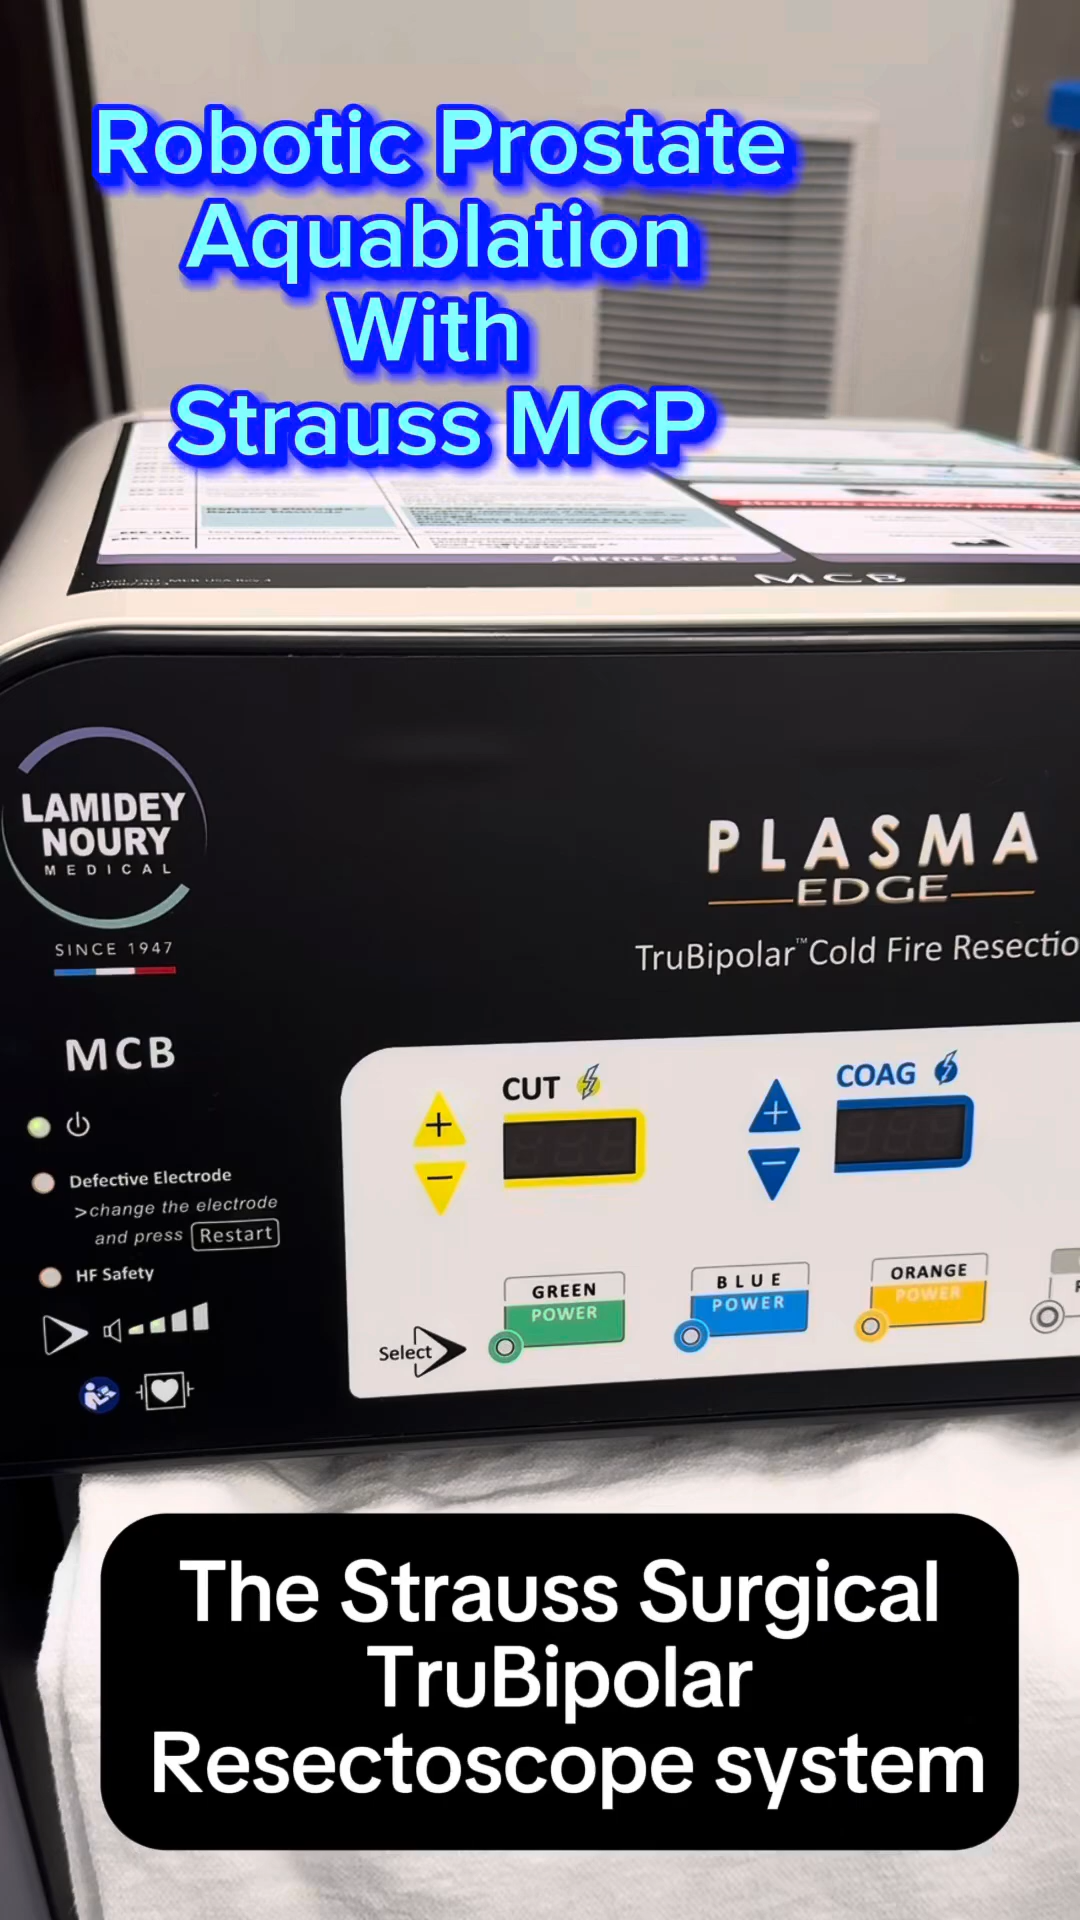 Robotic Prostate
Aquablation
With
Strauss MCP
Alarms Code
MCB
LAMIDEY
NOURY
MEDICAL
SINCE 1947
PLASMA
EDGE
TruBipolar™ Cold Fire Resectio
MCB
Defective Electrode
>change the electrode
and press Restart
HF Safety
CUT
+
−
COAG
+
−
Select
GREEN
POWER
BLUE
POWER
ORANGE
POWER
The Strauss Surgical
TruBipolar
Resectoscope system